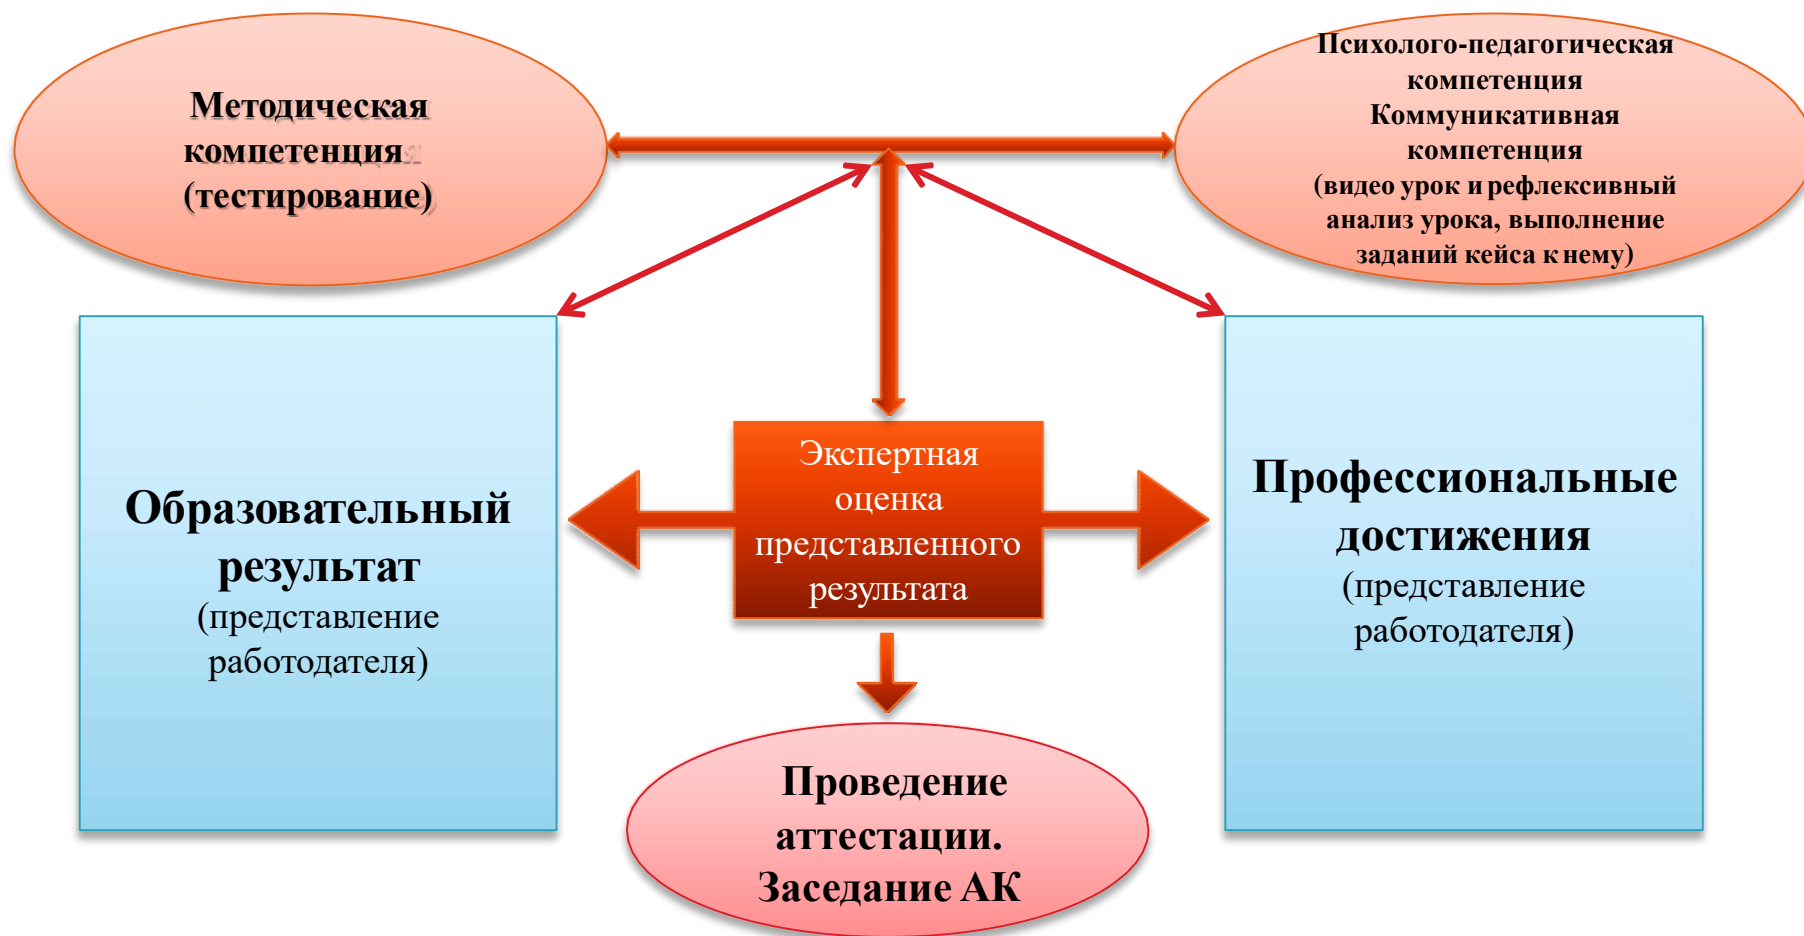 Методическая
компетенция
(тестирование)
Психолого-педагогическая
компетенция
Коммуникативная
компетенция
(видео урок и рефлексивный
анализ урока, выполнение
заданий кейса к нему)
Образовательный
результат
(представление
работодателя)
Экспертная
оценка
представленного
результата
Профессиональные
достижения
(представление
работодателя)
Проведение
аттестации.
Заседание АК